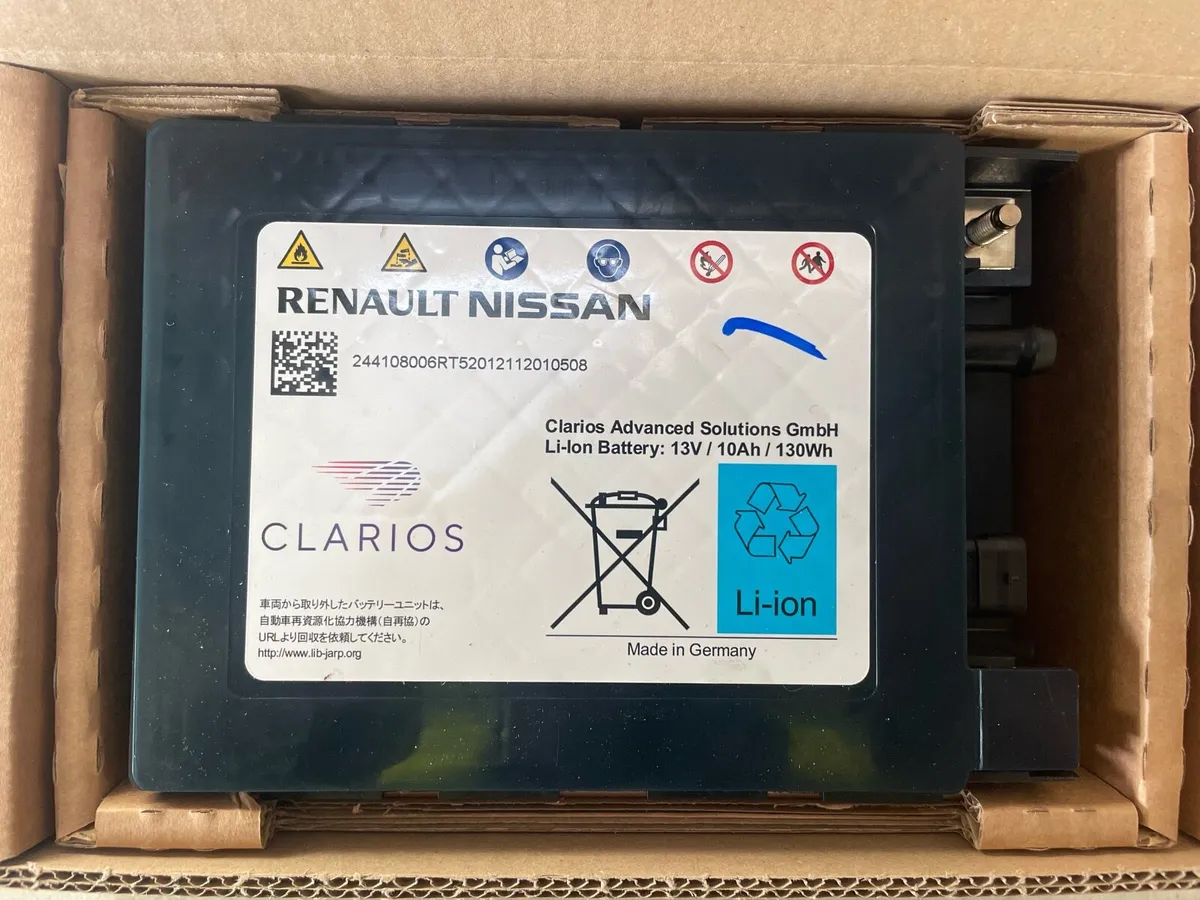 RENAULT NISSAN
244108006RT52012112010508
Clarios Advanced Solutions GmbH
Li-Ion Battery: 13V / 10Ah / 130Wh
CLARIOS
Li-ion
車両から取り外したバッテリーユニットは、
自動車再資源化協力機構(自再協)の
URLより回収を依頼してください。
http://www.lib-jarp.org
Made in Germany